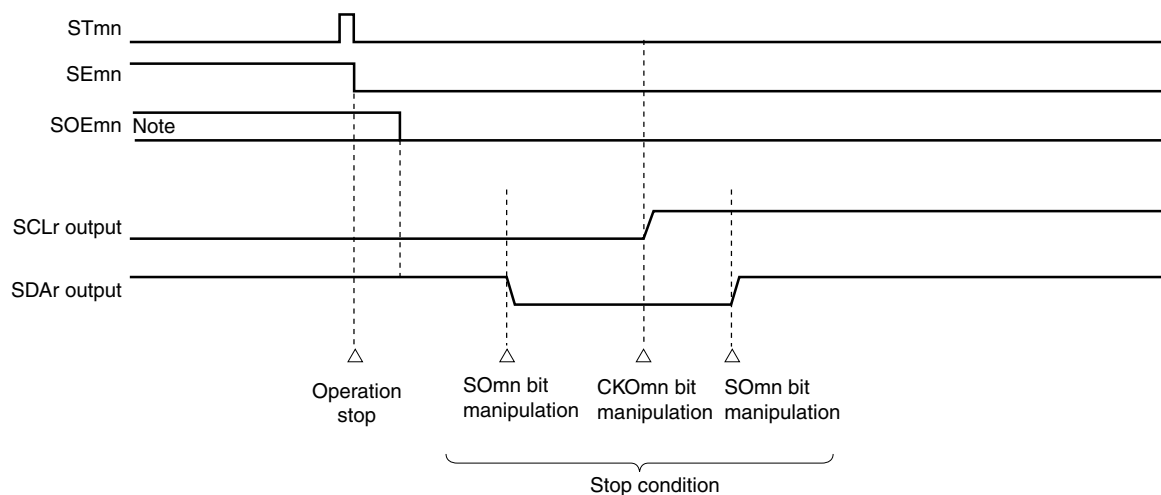 STmn
SEmn
SOEmn Note
SCLr output
SDAr output
Operation
stop
SOmn bit
manipulation
CKOmn bit
manipulation
SOmn bit
manipulation
Stop condition